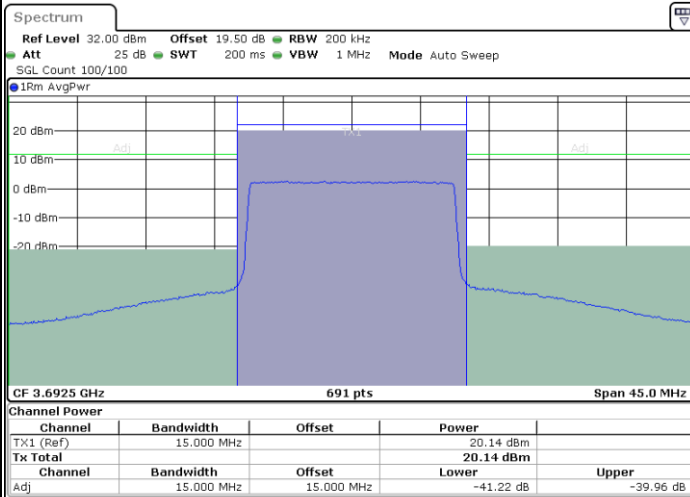 Spectrum
Ref Level 32.00 dBm Offset 19.50 dB RBW 200 kHz
Att 25 dB SWT 200 ms VBW 1 MHz Mode Auto Sweep
SGL Count 100/100
1Rm AvgPwr
TX1
20 dBm
Adj Adj
10 dBm
0 dBm
-10 dBm
-20 dBm
CF 3.6925 GHz 691 pts Span 45.0 MHz
Channel Power
Channel Bandwidth Offset Power
TX1 (Ref) 15.000 MHz 20.14 dBm
Tx Total 20.14 dBm
Channel Bandwidth Offset Lower Upper
Adj 15.000 MHz 15.000 MHz -41.22 dB -39.96 dB